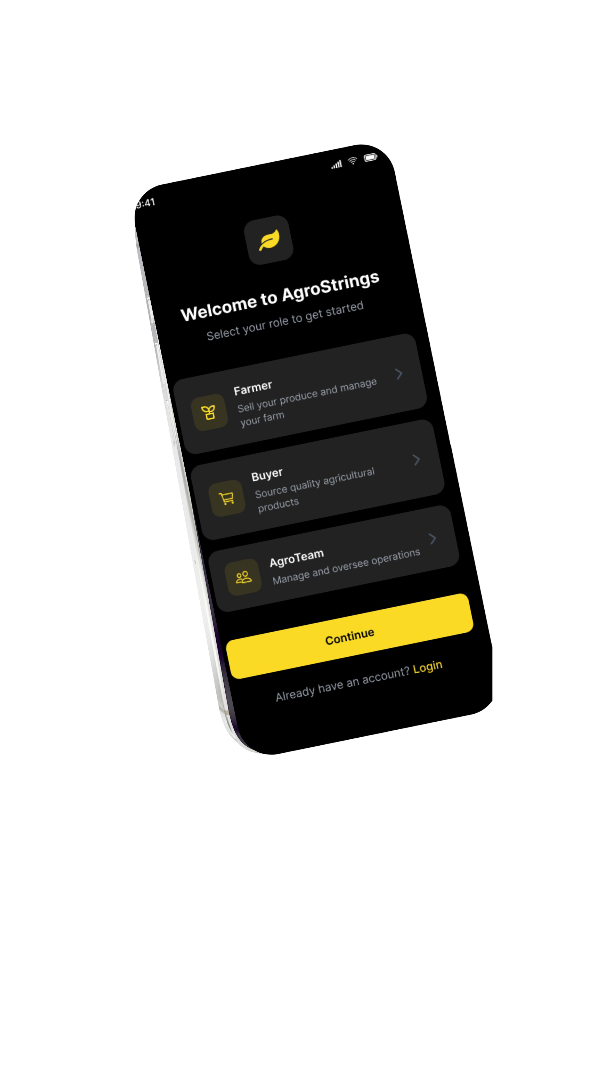 9:41
Welcome to AgroStrings
Select your role to get started
Farmer
Sell your produce and manage
your farm
Buyer
Source quality agricultural
products
AgroTeam
Manage and oversee operations
Continue
Already have an account? Login